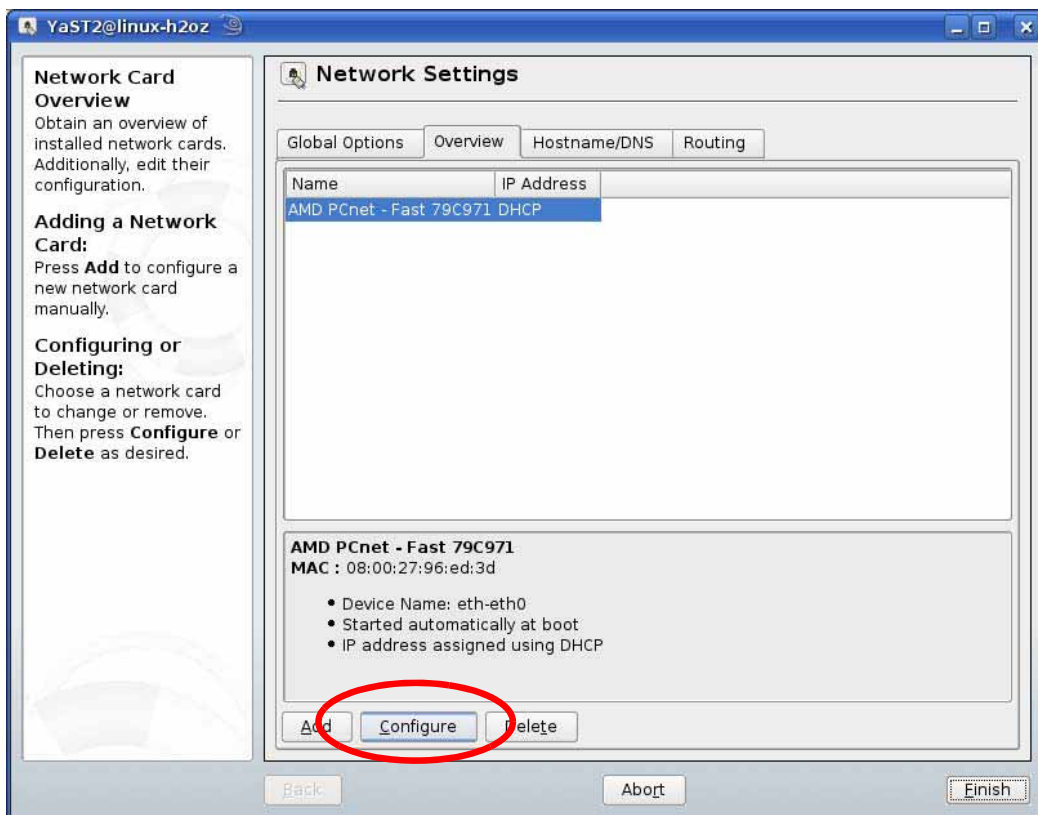 YaST2@linux-h2oz
Network Card
Overview
Obtain an overview of
installed network cards.
Additionally, edit their
configuration.
Adding a Network
Card:
Press Add to configure a
new network card
manually.
Configuring or
Deleting:
Choose a network card
to change or remove.
Then press Configure or
Delete as desired.
Network Settings
Global Options Overview Hostname/DNS Routing
Name IP Address
AMD PCnet - Fast 79C971 DHCP
AMD PCnet - Fast 79C971
MAC : 08:00:27:96:ed:3d
• Device Name: eth-eth0
• Started automatically at boot
• IP address assigned using DHCP
Add Configure Delete
Back Abort Finish